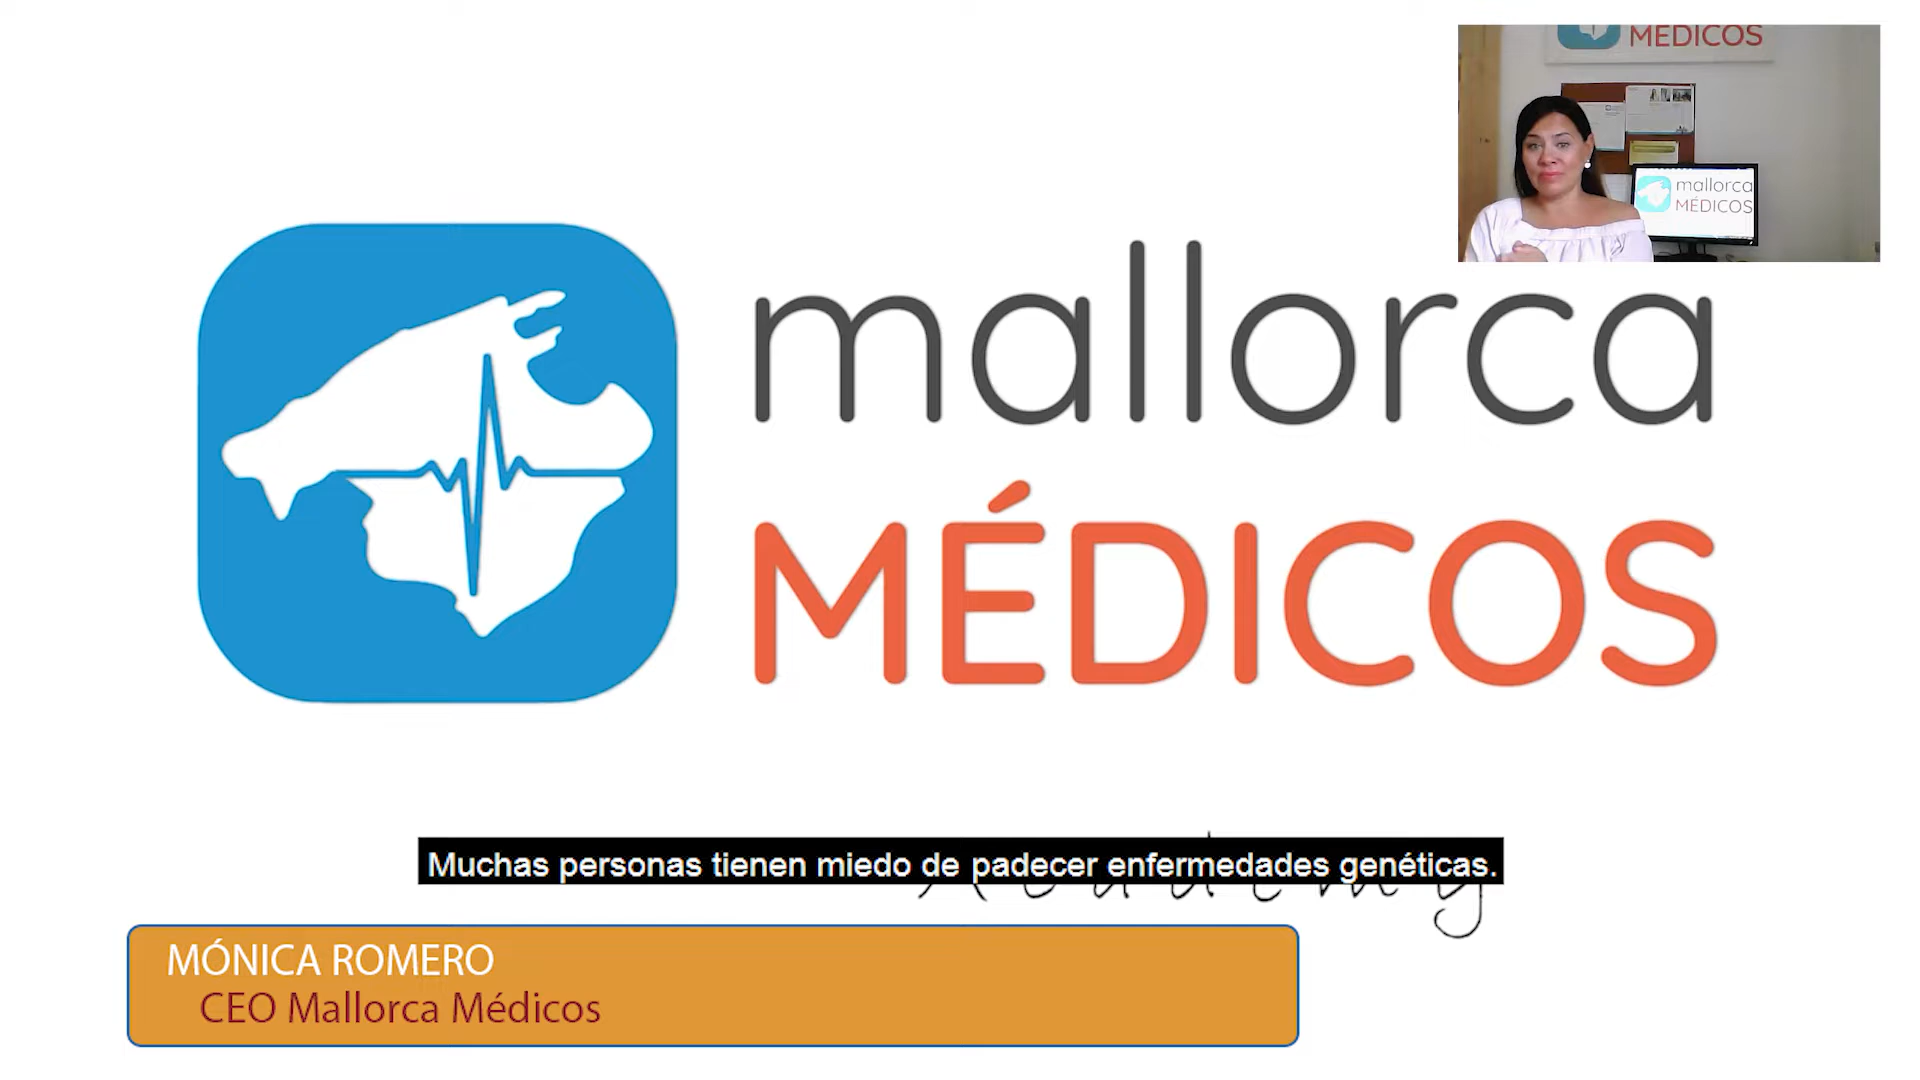 MÉDICOS
mallorca
MÉDICOS
mallorca
MÉDICOS
Muchas personas tienen miedo de padecer enfermedades genéticas.
MÓNICA ROMERO
CEO Mallorca Médicos